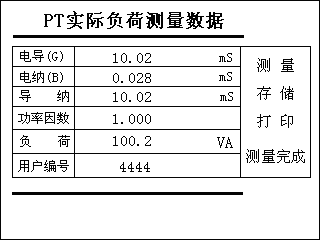 PT实际负荷测量数据
电导(G) 10.02 mS
电纳(B) 0.028 mS
导 纳 10.02 mS
功率因数 1.000
负 荷 100.2 VA
用户编号 4444
测 量
存 储
打 印
测量完成